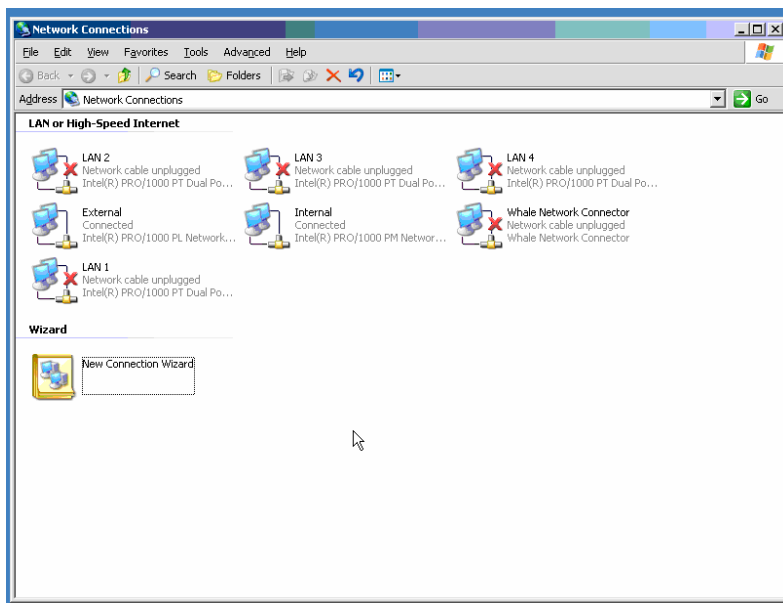 Network Connections
File Edit View Favorites Tools Advanced Help
Back Search Folders
Address Network Connections Go
LAN or High-Speed Internet
LAN 2
Network cable unplugged
Intel(R) PRO/1000 PT Dual Po...
LAN 3
Network cable unplugged
Intel(R) PRO/1000 PT Dual Po...
LAN 4
Network cable unplugged
Intel(R) PRO/1000 PT Dual Po...
External
Connected
Intel(R) PRO/1000 PL Network...
Internal
Connected
Intel(R) PRO/1000 PM Networ...
Whale Network Connector
Network cable unplugged
Whale Network Connector
LAN 1
Network cable unplugged
Intel(R) PRO/1000 PT Dual Po...
Wizard
New Connection Wizard